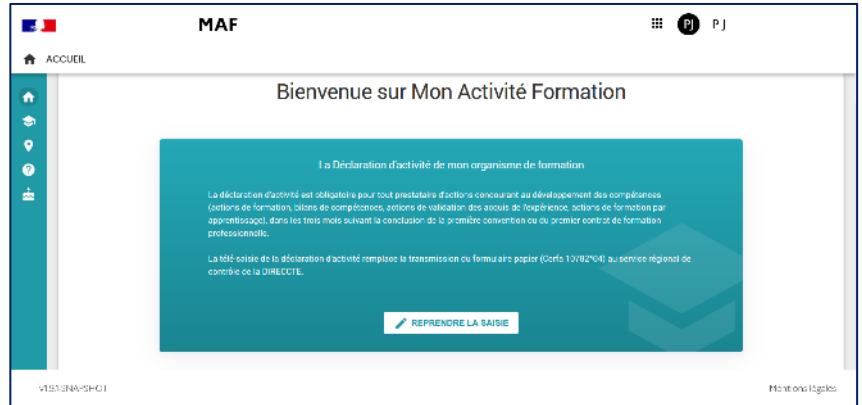 MAF
PJ
P J
ACCUEIL
Bienvenue sur Mon Activité Formation
La Déclaration d'activité de mon organisme de formation
La déclaration d'activité est obligatoire pour tout prestataire d'actions concourant au développement des compétences
(actions de formation, bilans de compétences, actions de validation des acquis de l'expérience, actions de formation par
apprentissage), dans les trois mois suivant la conclusion de la première convention ou du premier contrat de formation
professionnelle.
La télé-saisie de la déclaration d'activité remplace la transmission du formulaire papier (Cerfa 10782*04) au service régional de
contrôle de la DIRECCTE.
REPRENDRE LA SAISIE
Mentions légales